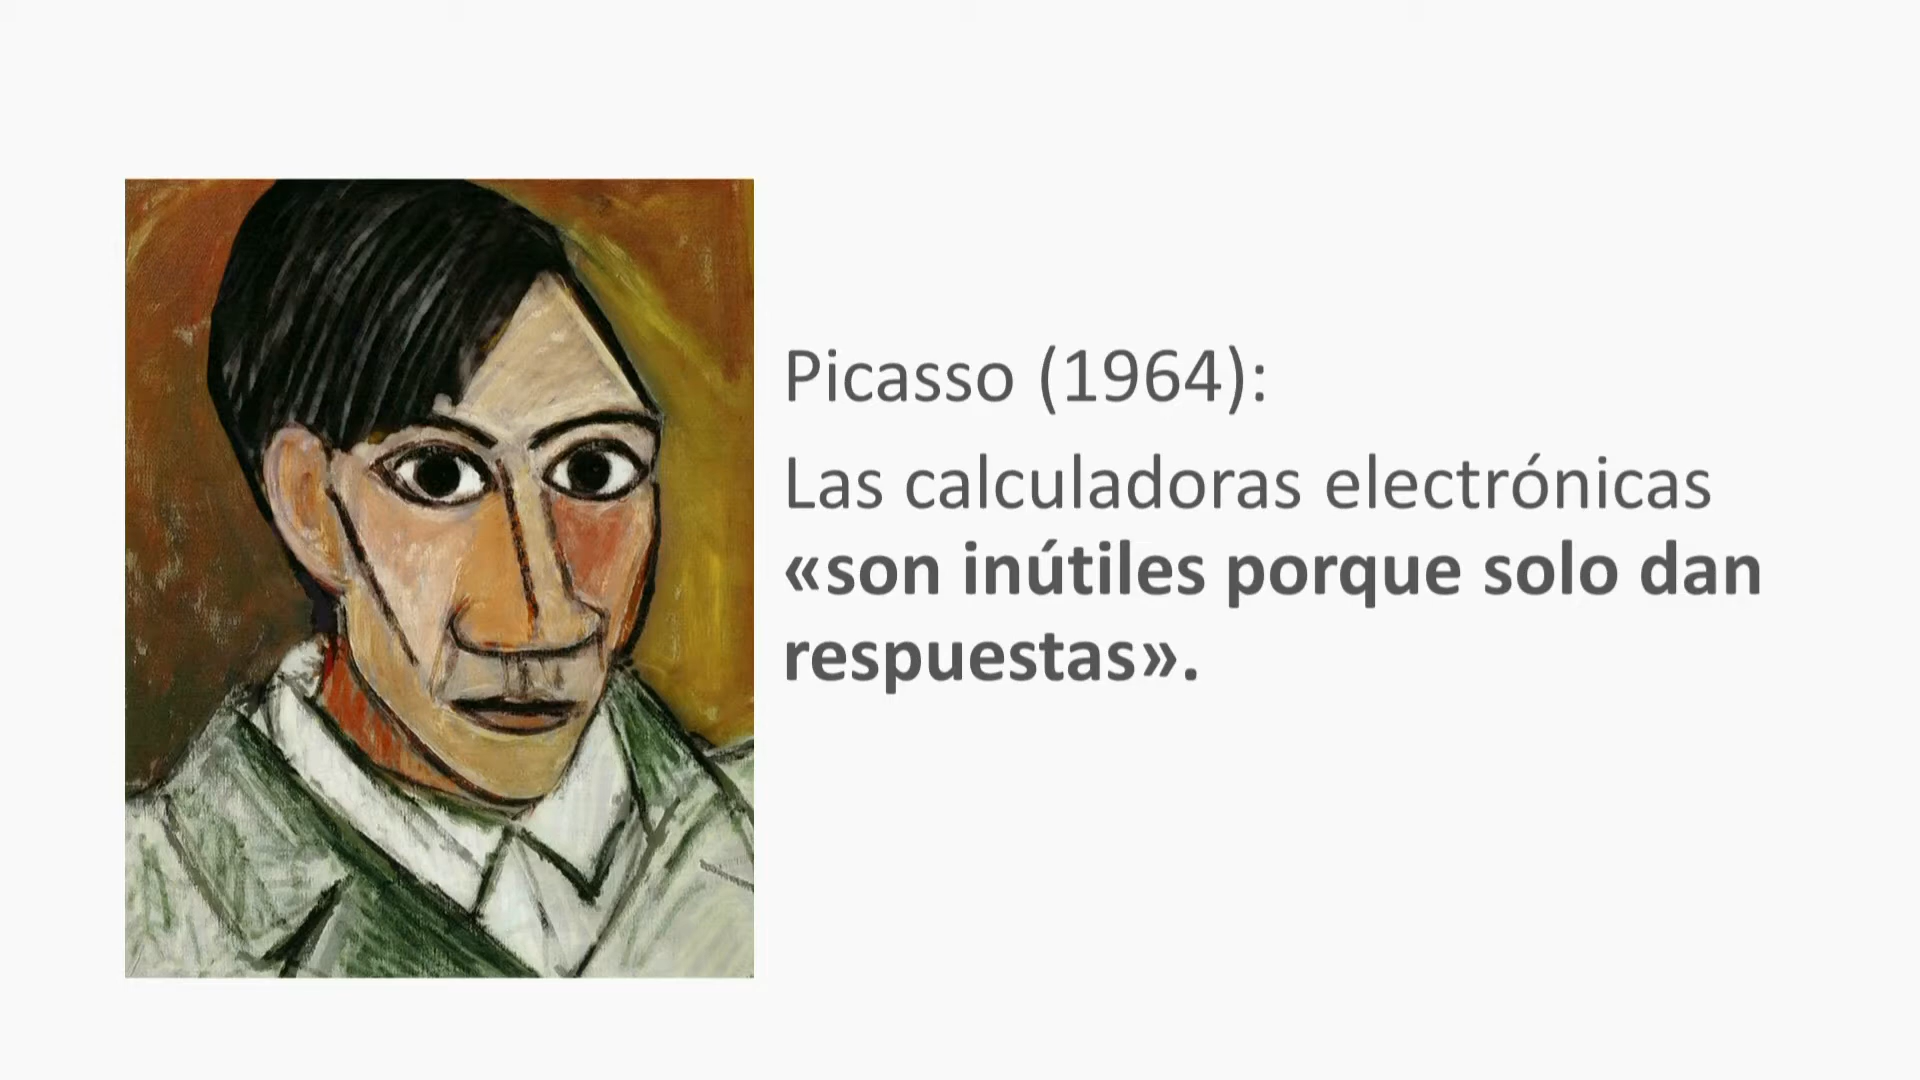 Picasso (1964):
Las calculadoras electrónicas
«son inútiles porque solo dan
respuestas».